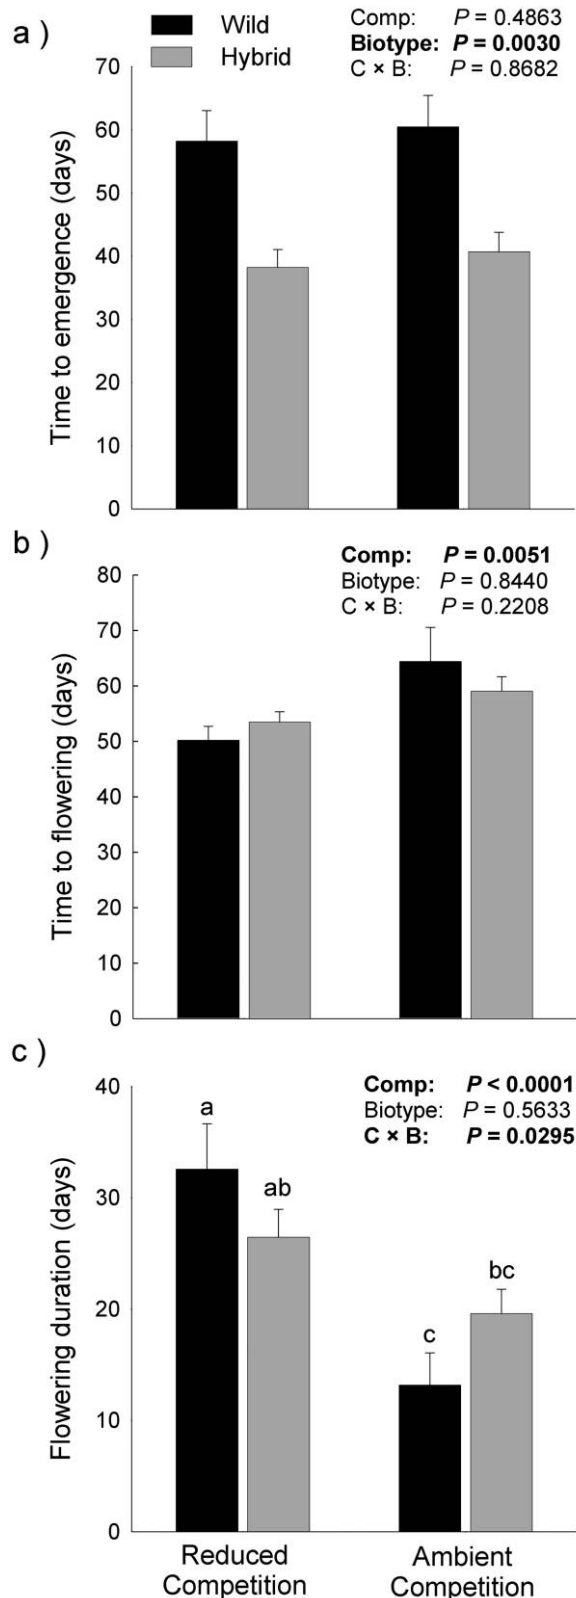 a )
Wild
Hybrid
Comp: P = 0.4863
Biotype: P = 0.0030
C × B: P = 0.8682
Time to emergence (days)
70
60
50
40
30
20
10
0
b )
Comp: P = 0.0051
Biotype: P = 0.8440
C × B: P = 0.2208
Time to flowering (days)
80
70
60
50
40
30
20
10
0
c )
Comp: P < 0.0001
Biotype: P = 0.5633
C × B: P = 0.0295
Flowering duration (days)
40
30
20
10
0
a
ab
c
bc
Reduced
Competition
Ambient
Competition